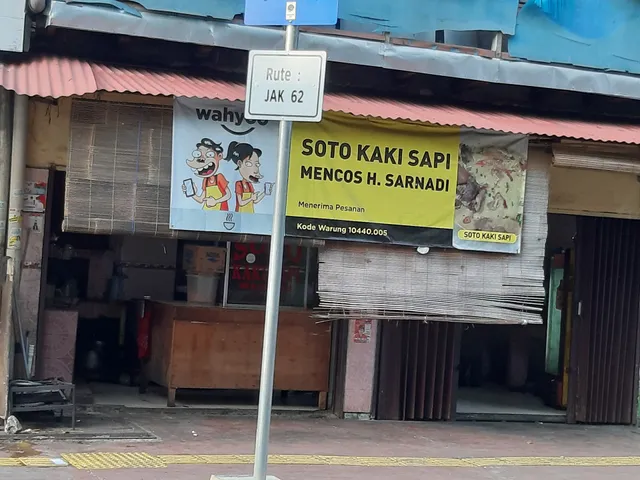 Rute :
JAK 62
wahyoo
SOTO KAKI SAPI
MENCOS H. SARNADI
Menerima Pesanan
Kode Warung 10440.005
SOTO KAKI SAPI